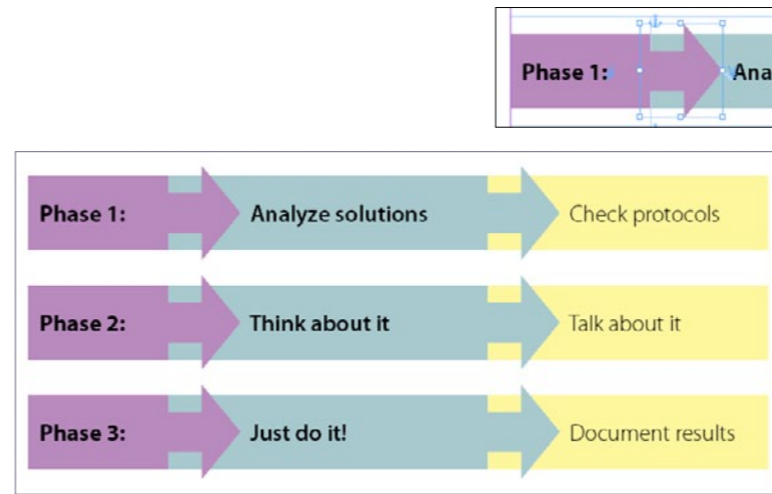 Phase 1: Ana
Phase 1: Analyze solutions Check protocols
Phase 2: Think about it Talk about it
Phase 3: Just do it! Document results